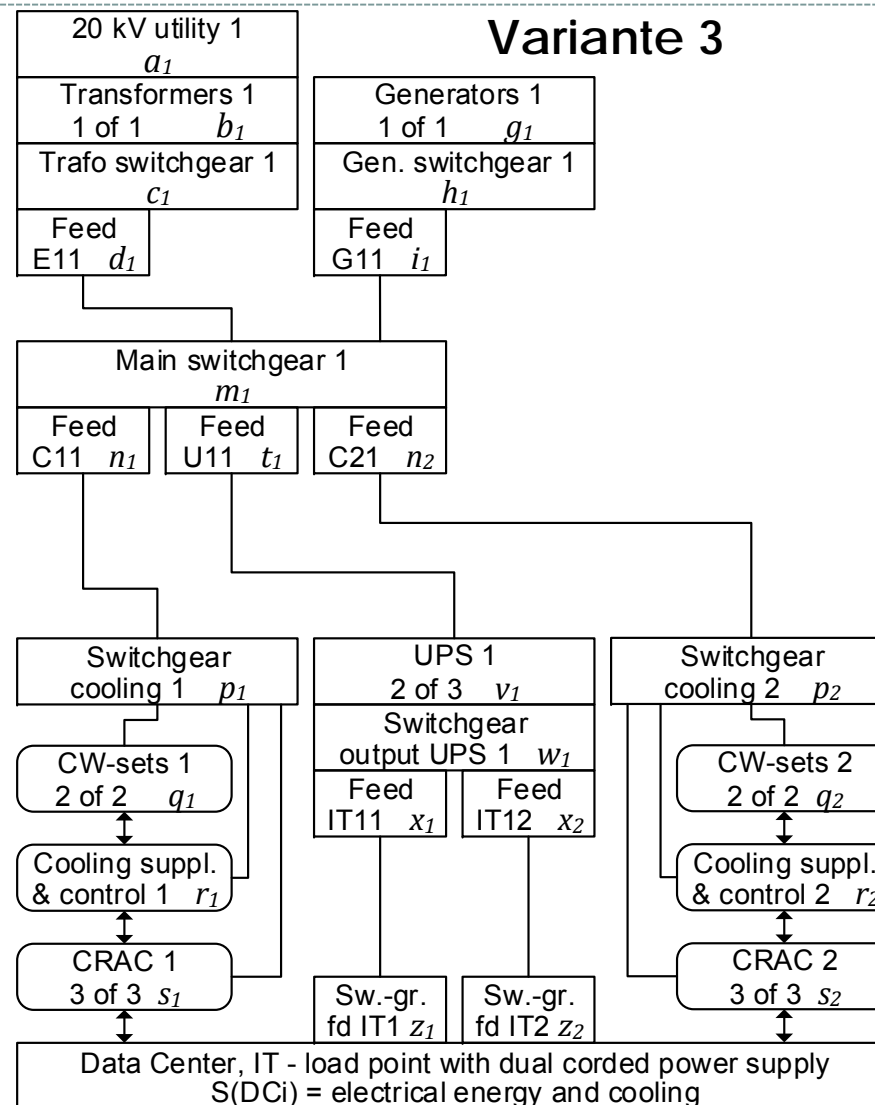 Variante 3
20 kV utility 1
a₁
Transformers 1
1 of 1 b₁
Trafo switchgear 1
c₁
Feed
E11 d₁
Generators 1
1 of 1 g₁
Gen. switchgear 1
h₁
Feed
G11 i₁
Main switchgear 1
m₁
Feed
C11 n₁
Feed
U11 t₁
Feed
C21 n₂
Switchgear
cooling 1 p₁
CW-sets 1
2 of 2 q₁
Cooling suppl.
& control 1 r₁
CRAC 1
3 of 3 s₁
UPS 1
2 of 3 v₁
Switchgear
output UPS 1 w₁
Feed
IT11 x₁
Feed
IT12 x₂
Sw.-gr.
fd IT1 z₁
Sw.-gr.
fd IT2 z₂
Switchgear
cooling 2 p₂
CW-sets 2
2 of 2 q₂
Cooling suppl.
& control 2 r₂
CRAC 2
3 of 3 s₂
Data Center, IT - load point with dual corded power supply
S(DCi) = electrical energy and cooling